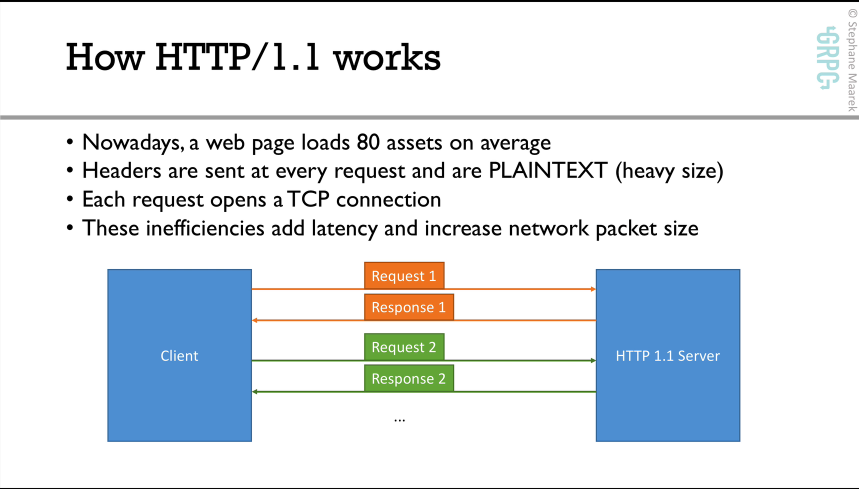 How HTTP/1.1 works
© Stephane Maarek
GRPC
• Nowadays, a web page loads 80 assets on average
• Headers are sent at every request and are PLAINTEXT (heavy size)
• Each request opens a TCP connection
• These inefficiencies add latency and increase network packet size
Request 1
Response 1
Request 2
Client
HTTP 1.1 Server
Response 2
...